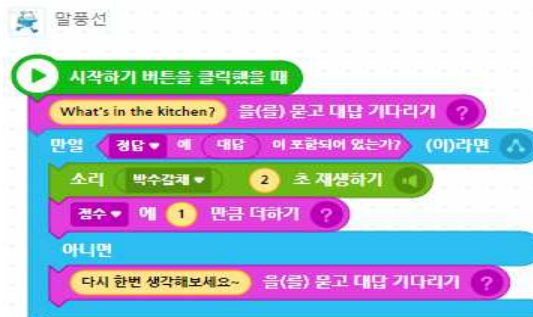 말풍선
시작하기 버튼을 클릭했을 때
What's in the kitchen? 을(를) 묻고 대답 기다리기 ?
만일 정답 에 대답 이 포함되어 있는가? (이)라면
소리 박수갈채 2 초 재생하기
점수 에 1 만큼 더하기 ?
아니면
다시 한번 생각해보세요~ 을(를) 묻고 대답 기다리기 ?